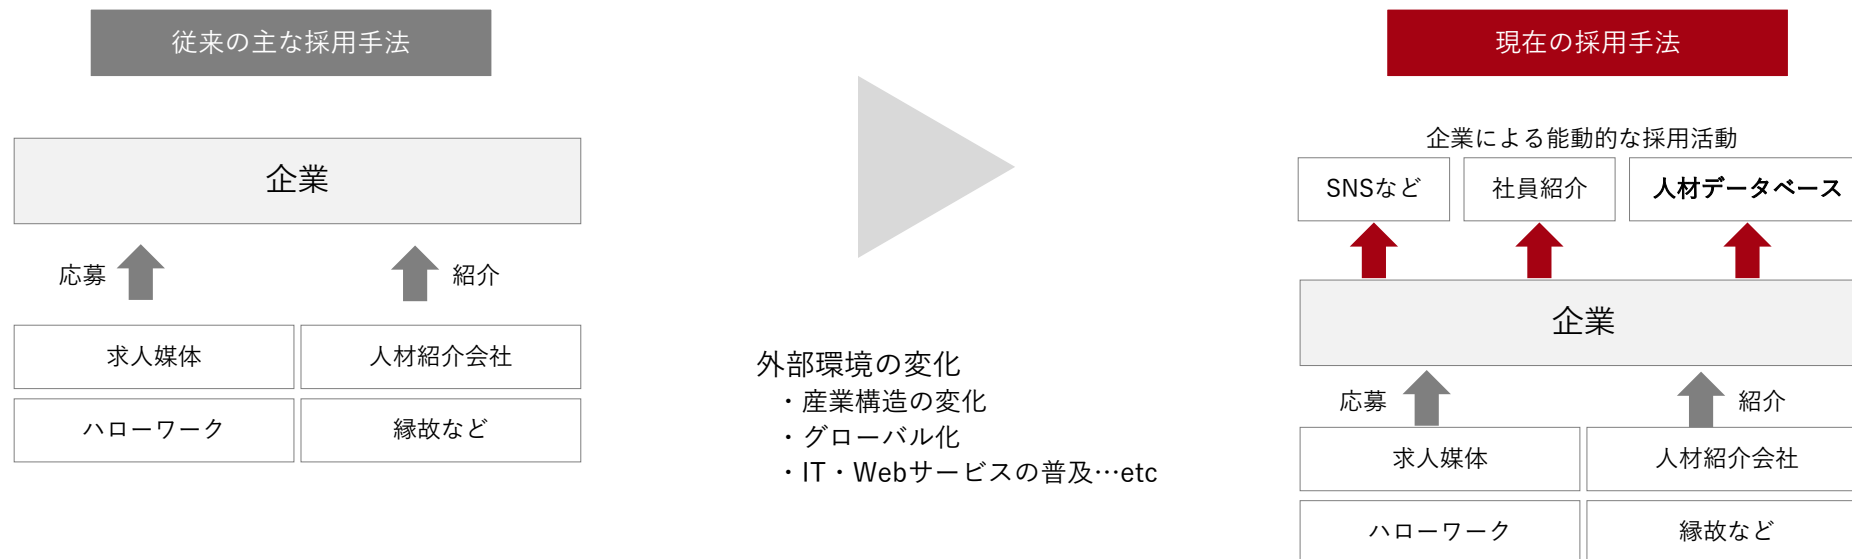 従来の主な採用手法
企業
応募
紹介
求人媒体
人材紹介会社
ハローワーク
縁故など
外部環境の変化
・産業構造の変化
・グローバル化
・IT・Webサービスの普及…etc
現在の採用手法
企業による能動的な採用活動
SNSなど
社員紹介
人材データベース
企業
応募
紹介
求人媒体
人材紹介会社
ハローワーク
縁故など